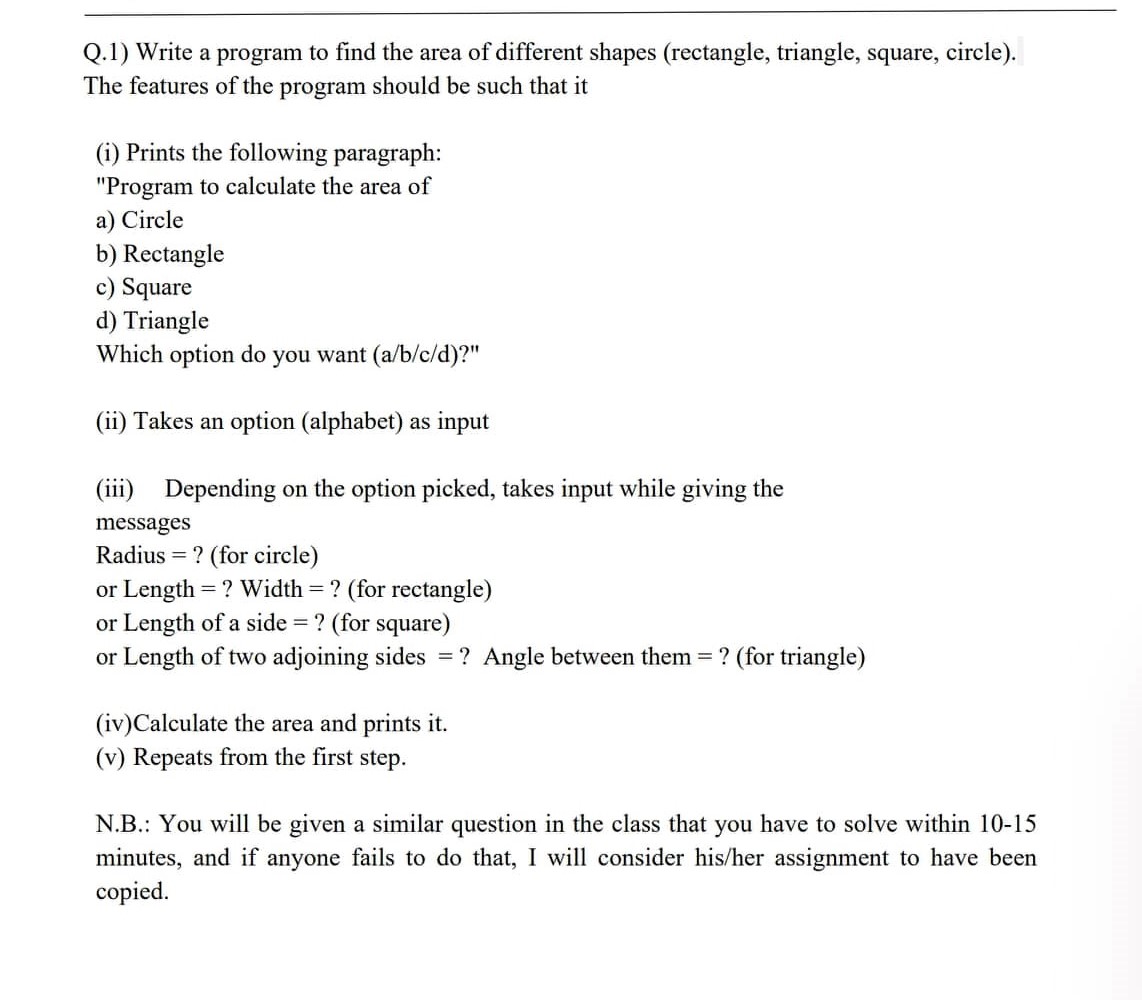 Q.1) Write a program to find the area of different shapes (rectangle, triangle, square, circle).
The features of the program should be such that it
(i) Prints the following paragraph:
"Program to calculate the area of
a) Circle
b) Rectangle
c) Square
d) Triangle
Which option do you want (a/b/c/d)?"
(ii) Takes an option (alphabet) as input
(iii) Depending on the option picked, takes input while giving the
messages
Radius = ? (for circle)
or Length = ? Width = ? (for rectangle)
or Length of a side = ? (for square)
or Length of two adjoining sides = ? Angle between them = ? (for triangle)
(iv)Calculate the area and prints it.
(v) Repeats from the first step.
N.B.: You will be given a similar question in the class that you have to solve within 10-15
minutes, and if anyone fails to do that, I will consider his/her assignment to have been
copied.